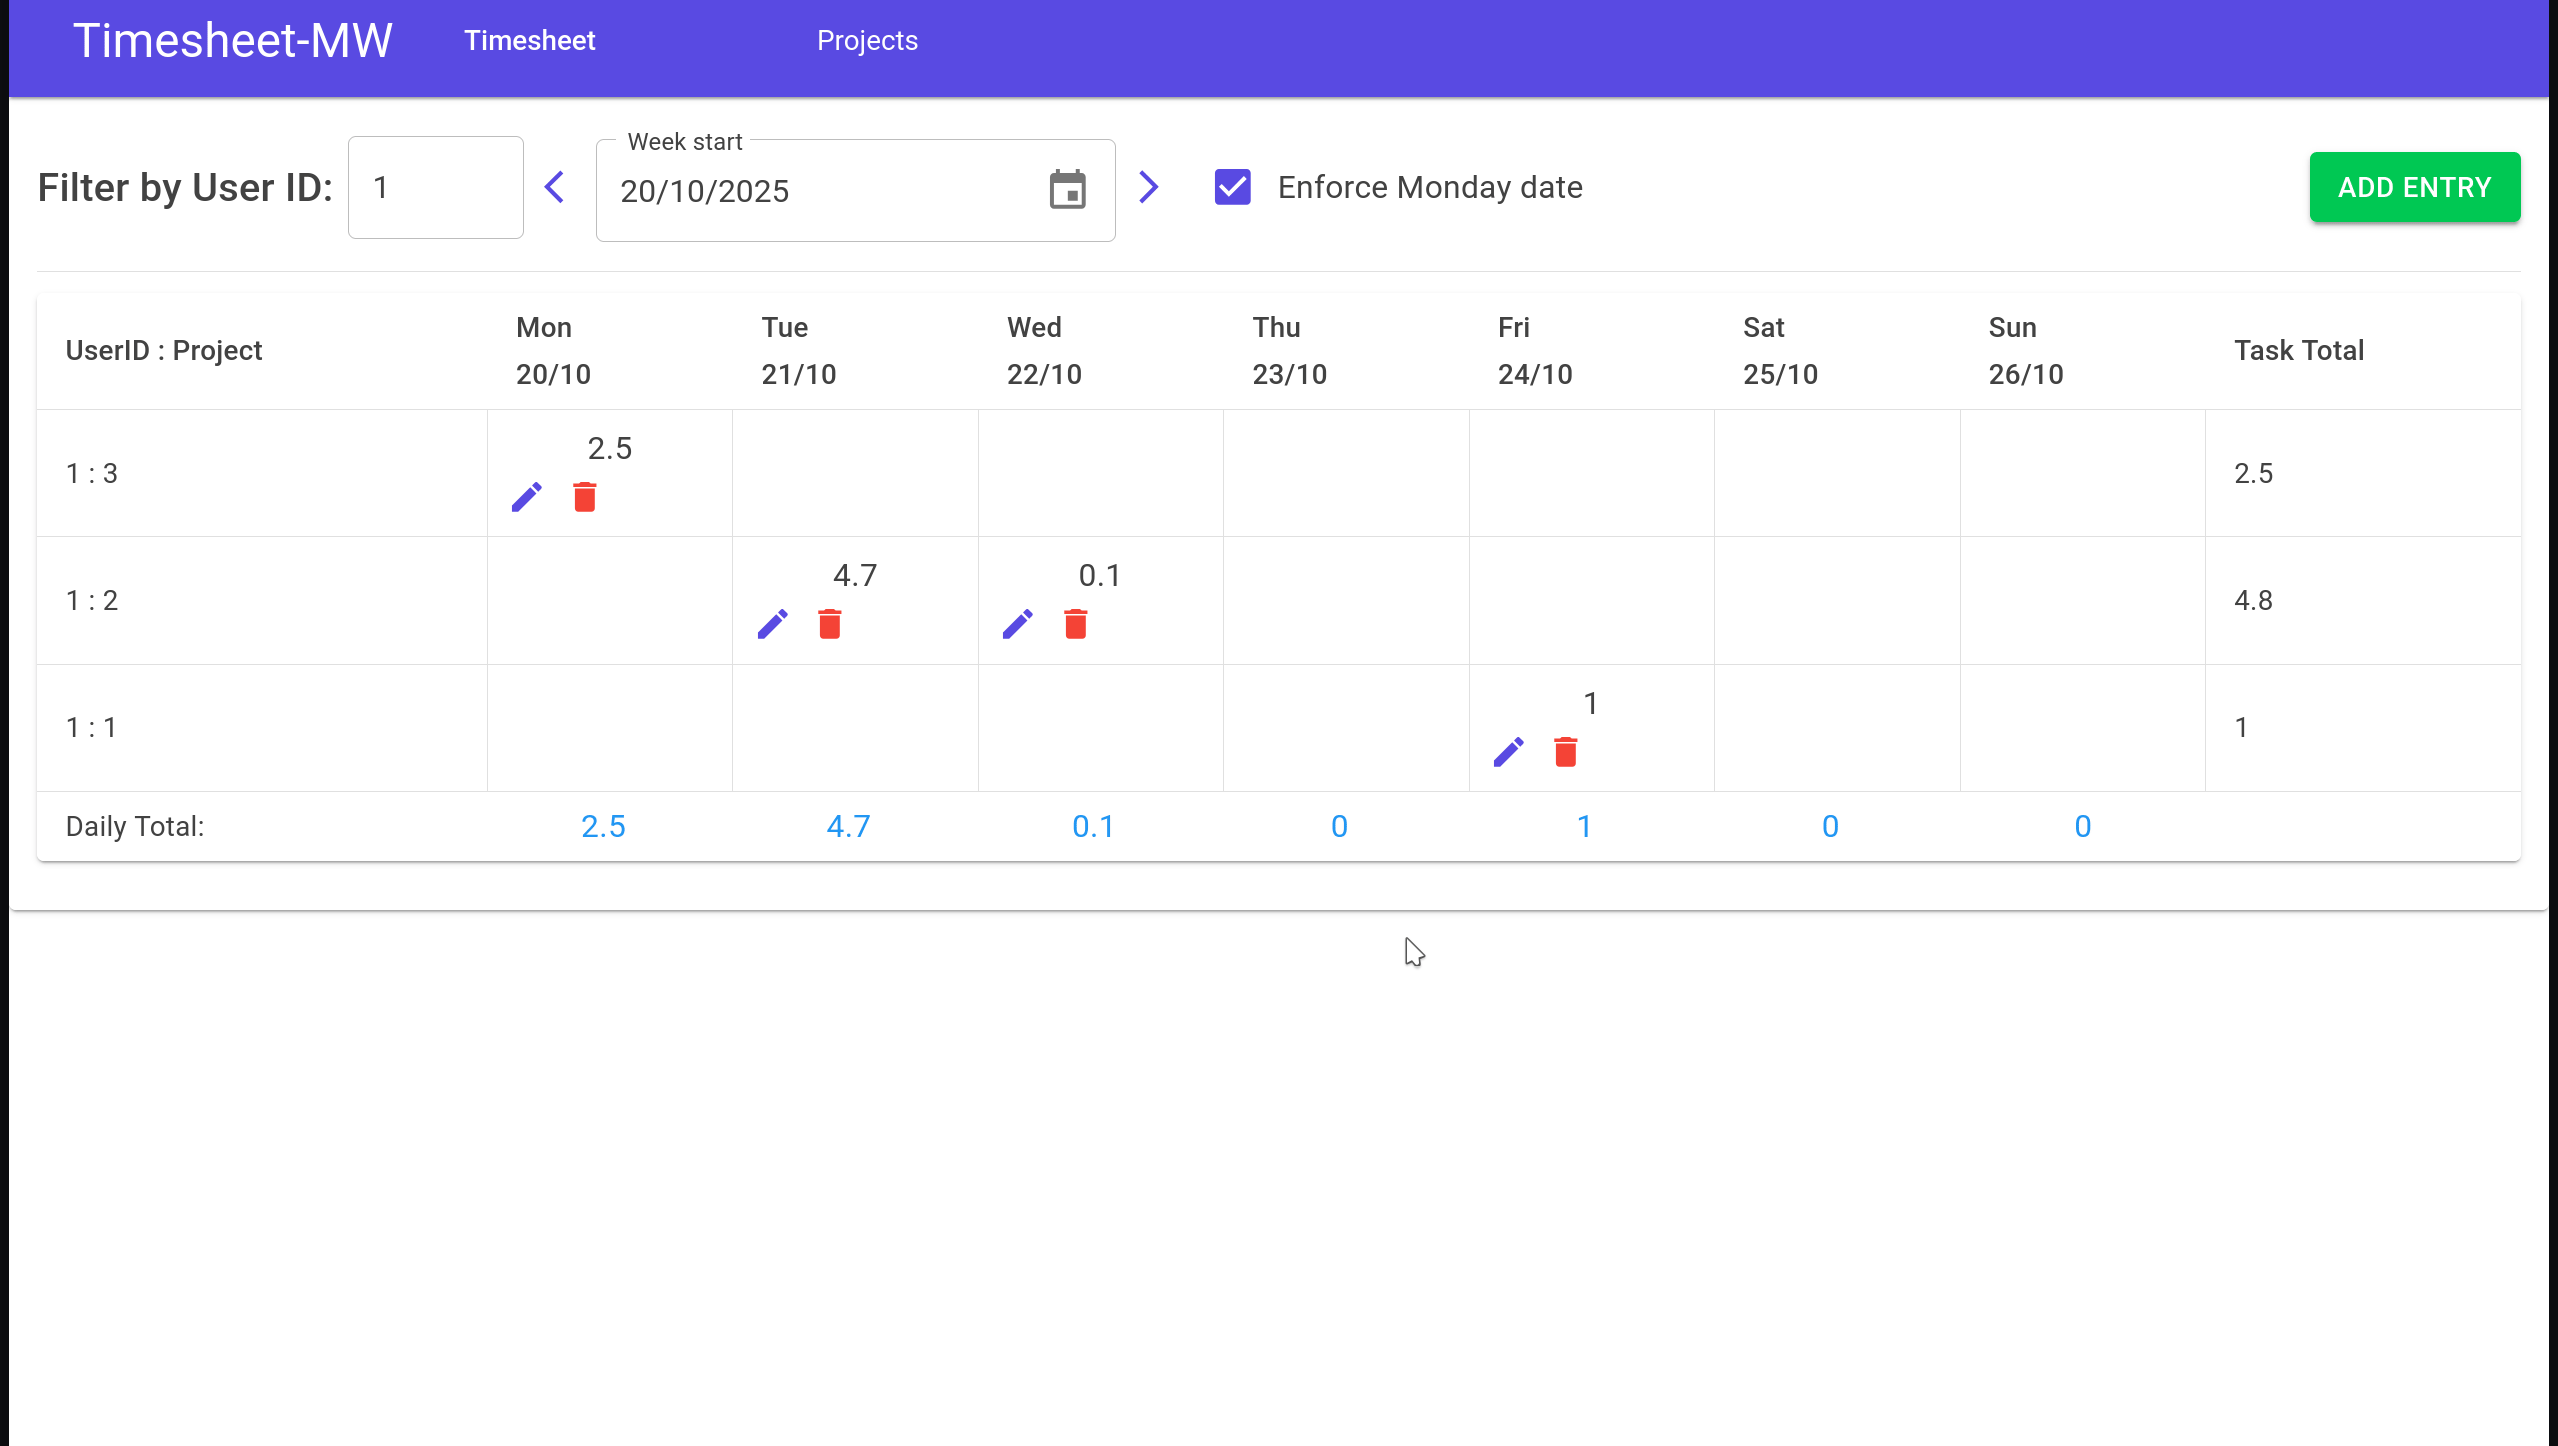 Timesheet-MW Timesheet Projects
Week start
Filter by User ID: 1 20/10/2025 Enforce Monday date ADD ENTRY
UserID : Project Mon 20/10 Tue 21/10 Wed 22/10 Thu 23/10 Fri 24/10 Sat 25/10 Sun 26/10 Task Total
1 : 3 2.5 2.5
1 : 2 4.7 0.1 4.8
1 : 1 1 1
Daily Total: 2.5 4.7 0.1 0 1 0 0